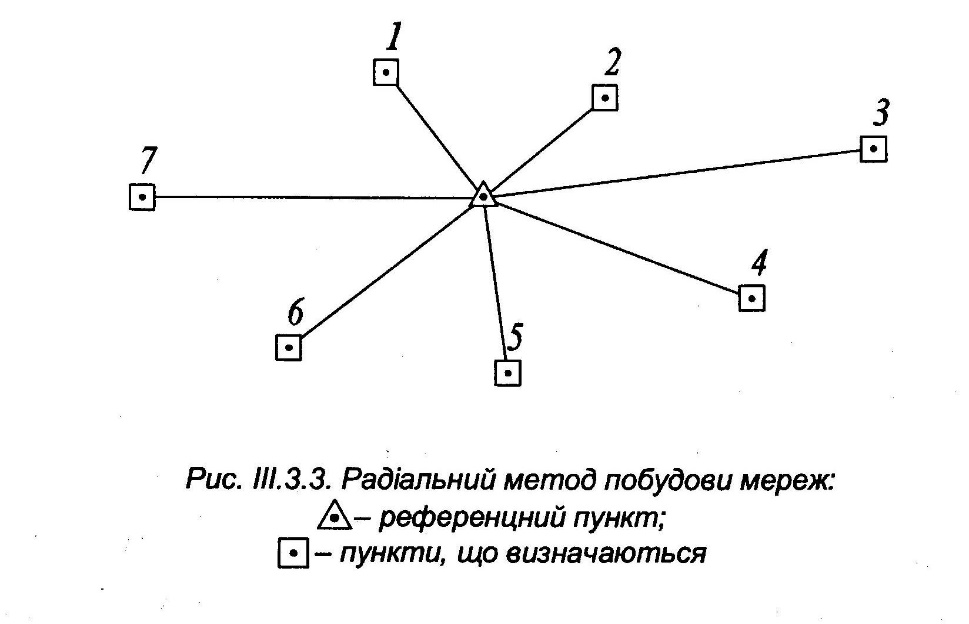 1
2
3
7
4
6
5
Рис. III.3.3. Радіальний метод побудови мереж:
– референцний пункт;
– пункти, що визначаються